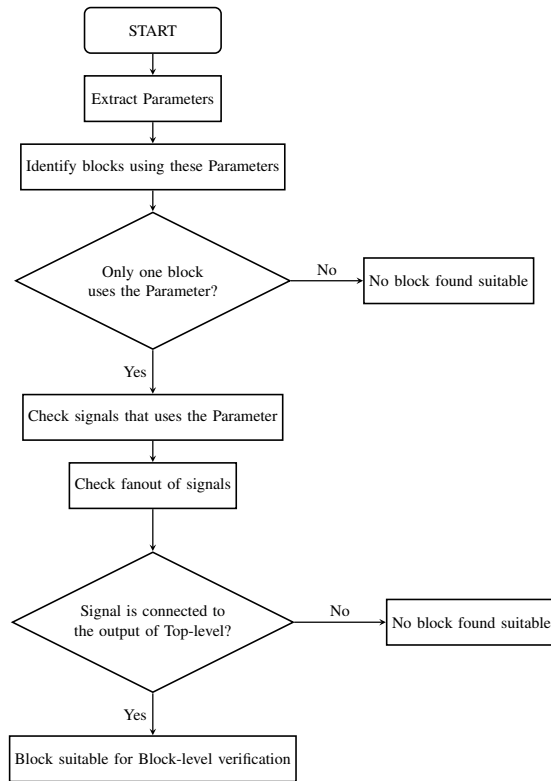 START
Extract Parameters
Identify blocks using these Parameters
Only one block
uses the Parameter?
No
No block found suitable
Yes
Check signals that uses the Parameter
Check fanout of signals
Signal is connected to
the output of Top-level?
No
No block found suitable
Yes
Block suitable for Block-level verification